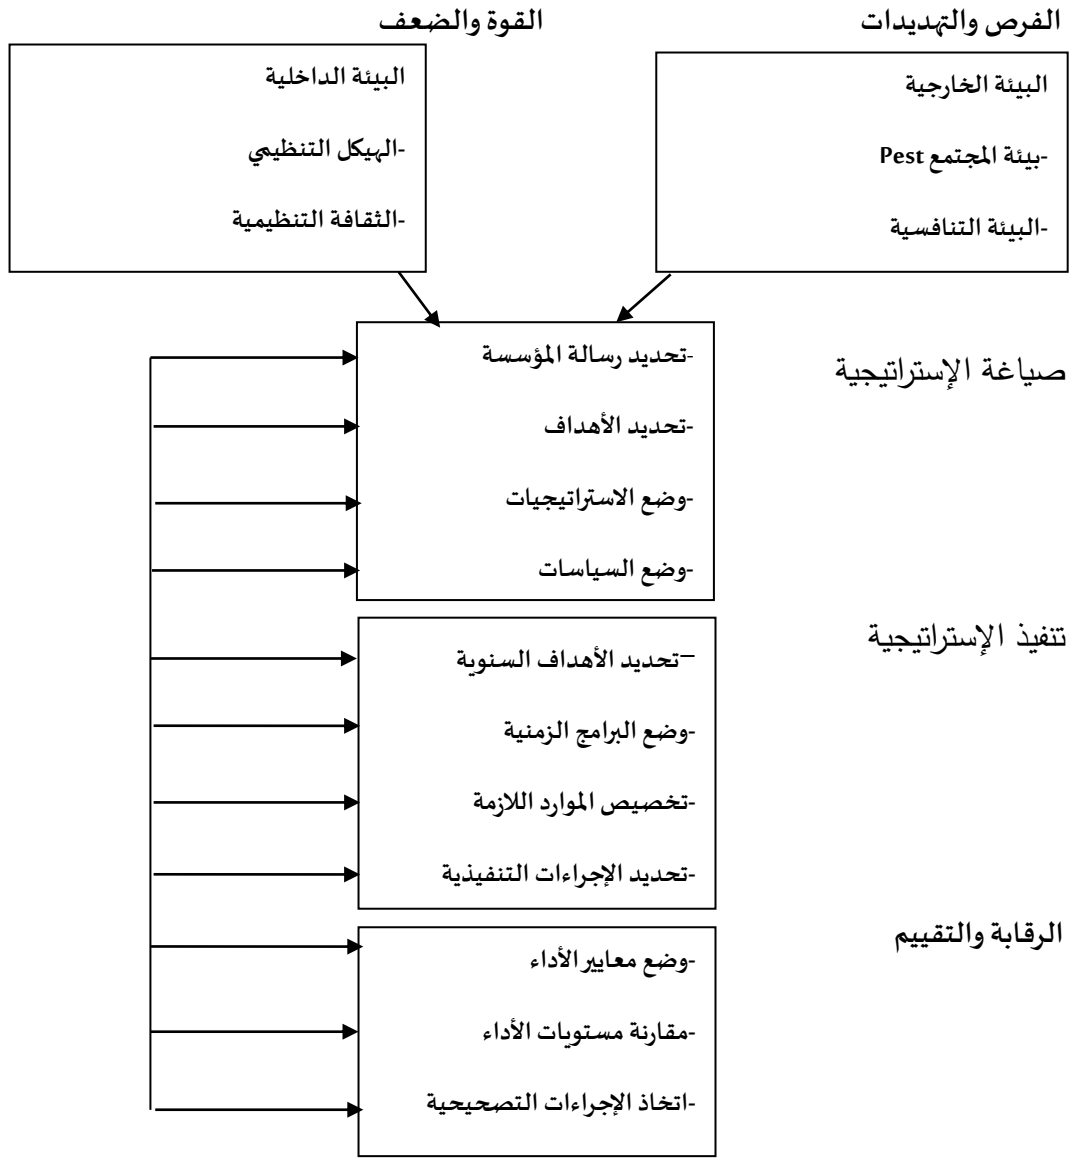 الفرص والتهديدات
القوة والضعف
البيئة الخارجية
-بيئة المجتمع Pest
-البيئة التنافسية
البيئة الداخلية
-الهيكل التنظيمي
-الثقافة التنظيمية
صياغة الإستراتيجية
-تحديد رسالة المؤسسة
-تحديد الأهداف
-وضع الاستراتيجيات
-وضع السياسات
تنفيذ الإستراتيجية
–تحديد الأهداف السنوية
-وضع البرامج الزمنية
-تخصيص الموارد اللازمة
-تحديد الإجراءات التنفيذية
الرقابة والتقييم
-وضع معايير الأداء
-مقارنة مستويات الأداء
-اتخاذ الإجراءات التصحيحية